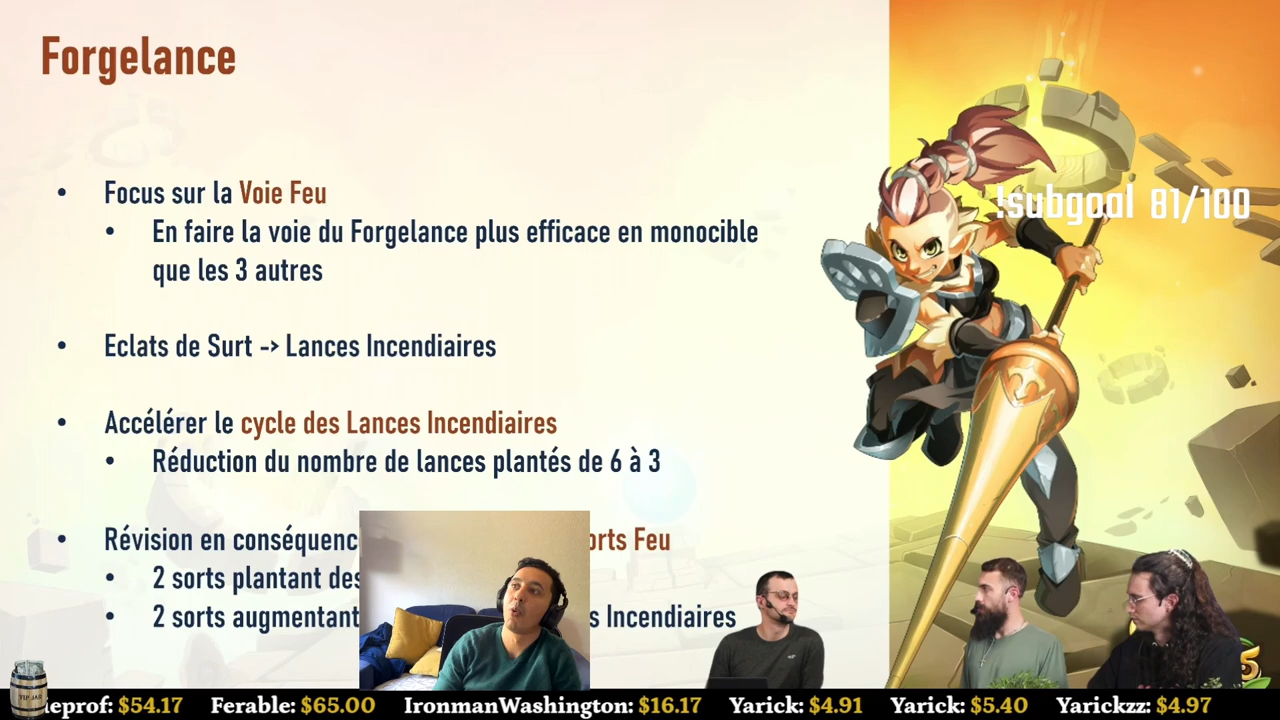 Forgelance
!subgoal 81/100
• Focus sur la Voie Feu
• En faire la voie du Forgelance plus efficace en monocible
que les 3 autres
• Eclats de Surt -> Lances Incendiaires
• Accélérer le cycle des Lances Incendiaires
• Réduction du nombre de lances plantés de 6 à 3
• Révision en conséquenc orts Feu
• 2 sorts plantant des
• 2 sorts augmentant s Incendiaires
TIP JAR
eprof: $54.17 Ferable: $65.00 IronmanWashington: $16.17 Yarick: $4.91 Yarick: $5.40 Yarickzz: $4.97